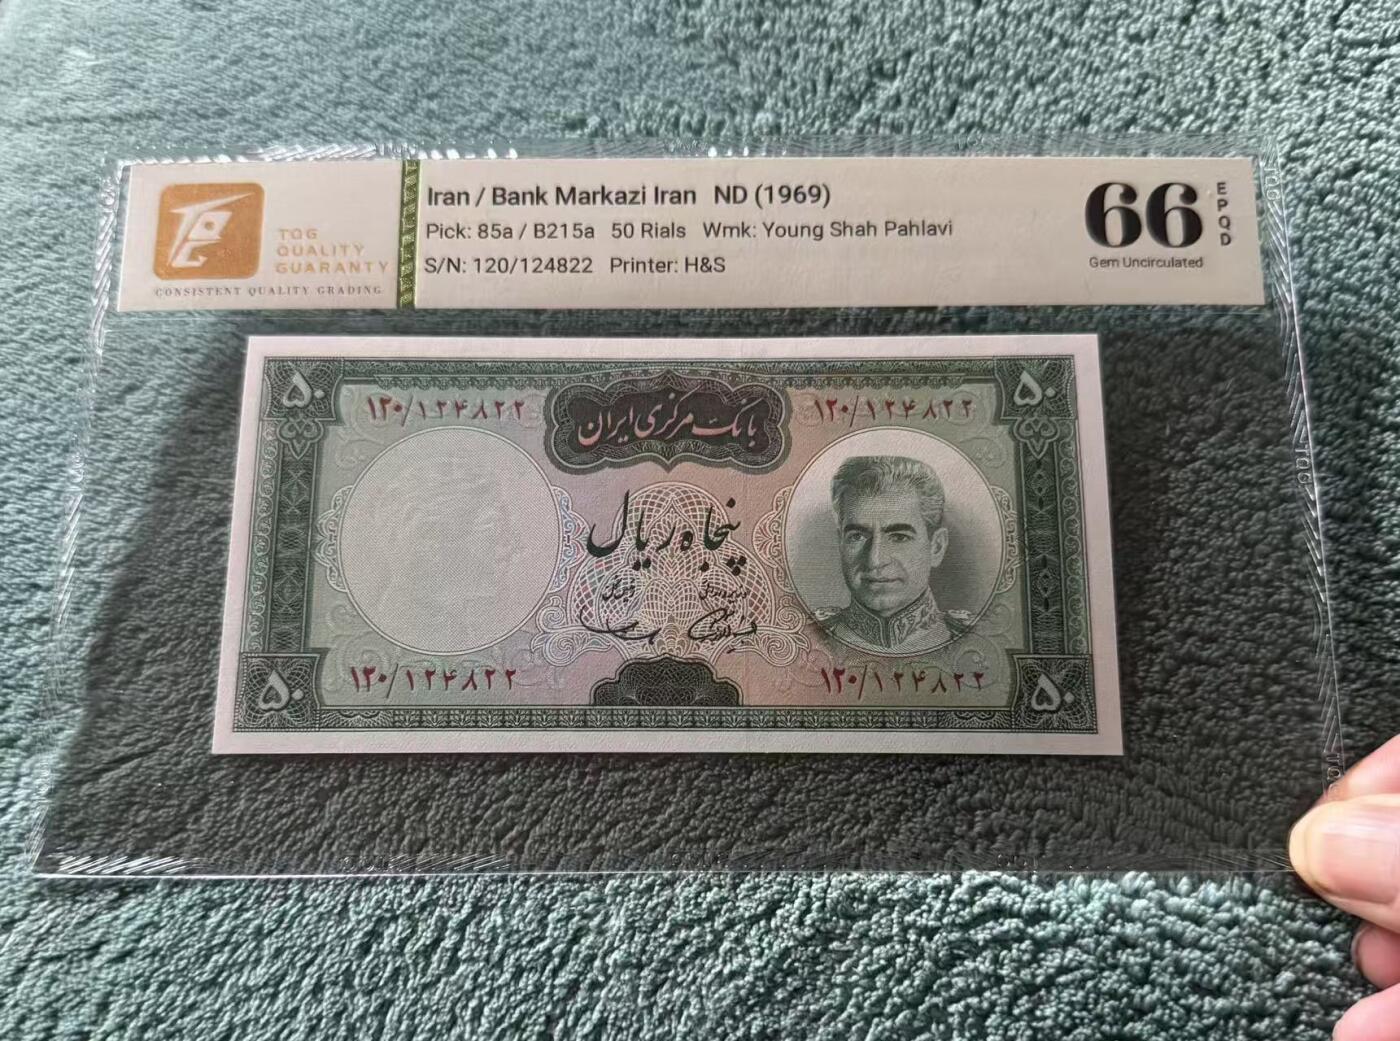 TQG
QUALITY
GUARANTY
CONSISTENT QUALITY GRADING
Iran / Bank Markazi Iran ND (1969)
Pick: 85a / B215a 50 Rials Wmk: Young Shah Pahlavi
S/N: 120/124822 Printer: H&S
66
EPQD
Gem Uncirculated
۵۰
۱۲۰/۱۲۴۸۲۲
بانک مرکزی ایران
۱۲۰/۱۲۴۸۲۲
۵۰
پنجاه ریال
۵۰
۱۲۰/۱۲۴۸۲۲
۱۲۰/۱۲۴۸۲۲
۵۰